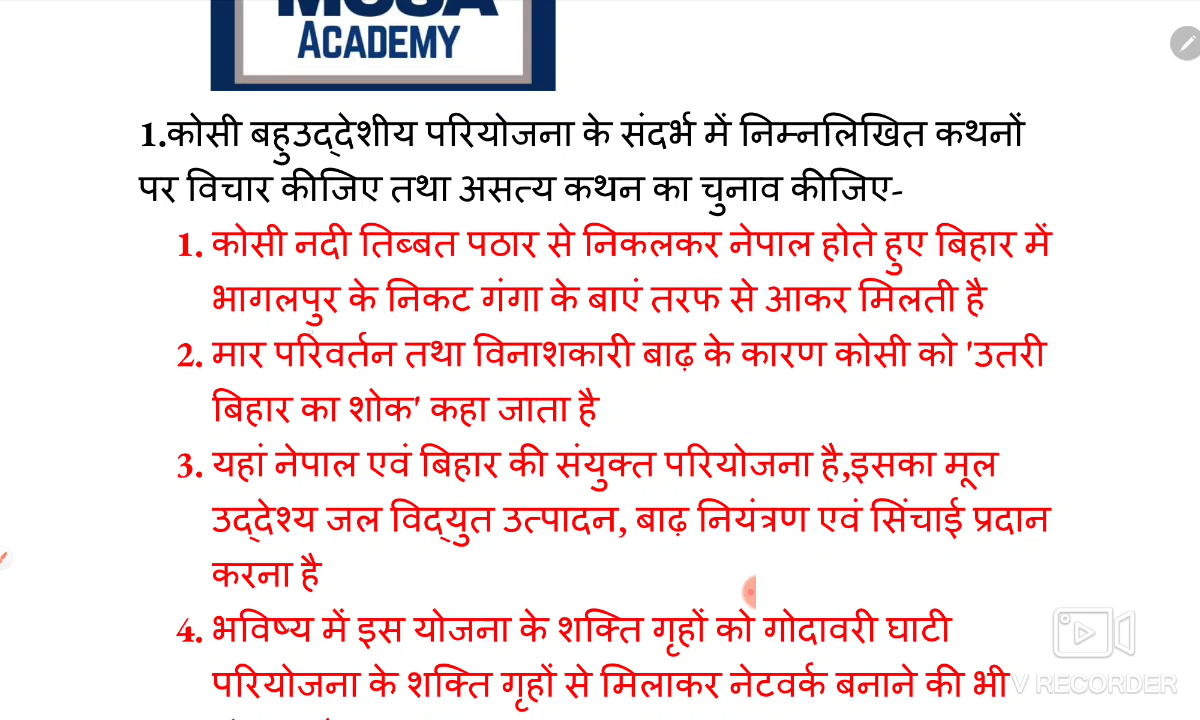 ACADEMY
1.कोसी बहुउद्देशीय परियोजना के संदर्भ में निम्नलिखित कथनों
पर विचार कीजिए तथा असत्य कथन का चुनाव कीजिए-
1. कोसी नदी तिब्बत पठार से निकलकर नेपाल होते हुए बिहार में
भागलपुर के निकट गंगा के बाएं तरफ से आकर मिलती है
2. मार परिवर्तन तथा विनाशकारी बाढ़ के कारण कोसी को 'उतरी
बिहार का शोक' कहा जाता है
3. यहां नेपाल एवं बिहार की संयुक्त परियोजना है,इसका मूल
उद्देश्य जल विद्युत उत्पादन, बाढ़ नियंत्रण एवं सिंचाई प्रदान
करना है
4. भविष्य में इस योजना के शक्ति गृहों को गोदावरी घाटी
परियोजना के शक्ति गृहों से मिलाकर नेटवर्क बनाने की भी
V RECORDER